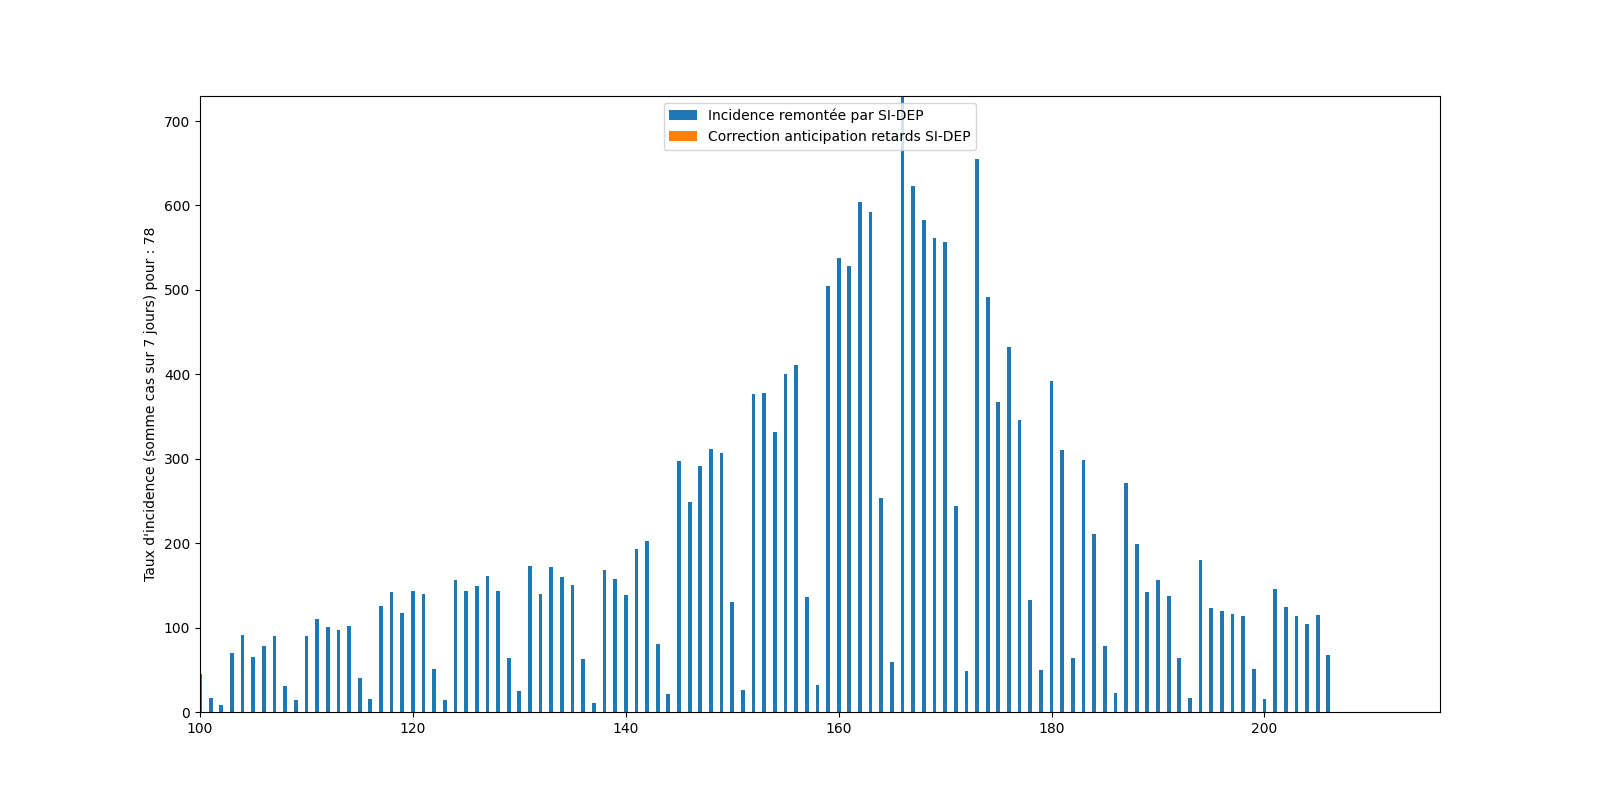 Incidence remontée par SI-DEP
Correction anticipation retards SI-DEP
Taux d'incidence (somme cas sur 7 jours) pour : 78
700
600
500
400
300
200
100
0
100 120 140 160 180 200